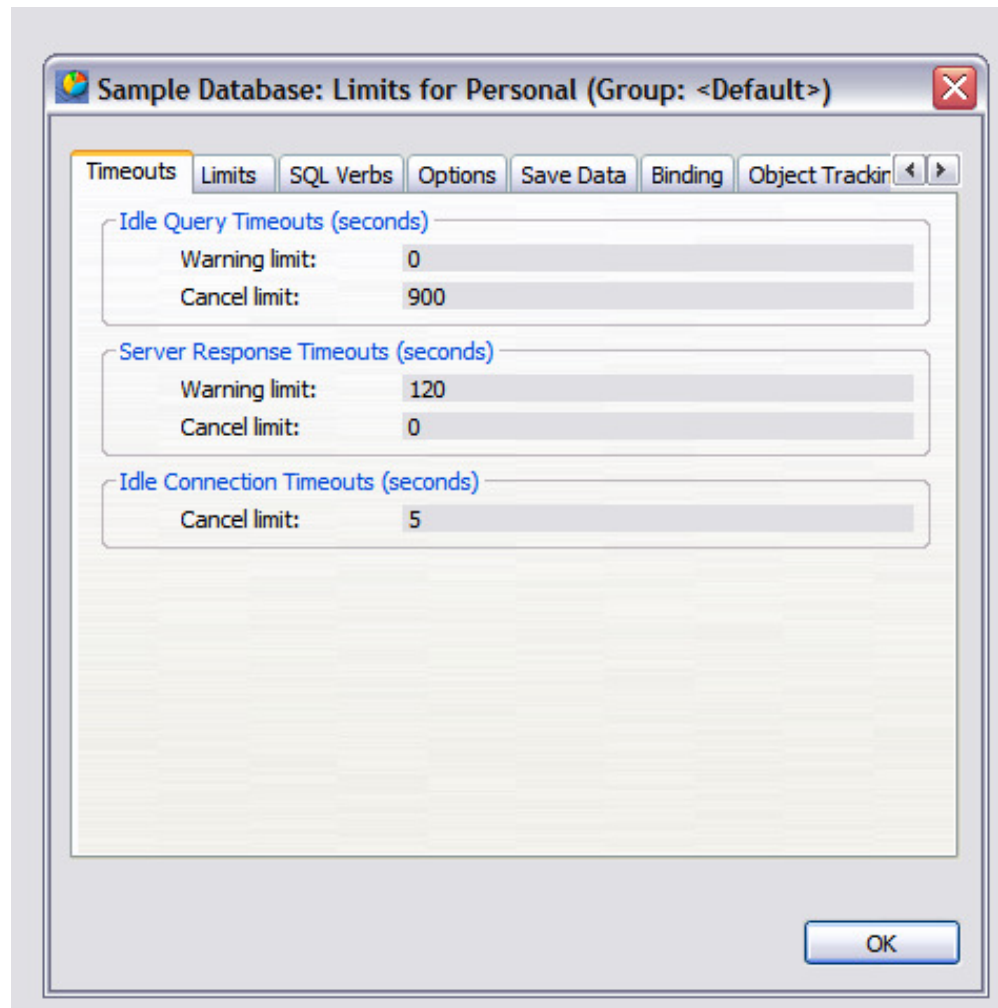 Sample Database: Limits for Personal (Group: <Default>)
Timeouts Limits SQL Verbs Options Save Data Binding Object Trackin
Idle Query Timeouts (seconds)
Warning limit: 0
Cancel limit: 900
Server Response Timeouts (seconds)
Warning limit: 120
Cancel limit: 0
Idle Connection Timeouts (seconds)
Cancel limit: 5
OK